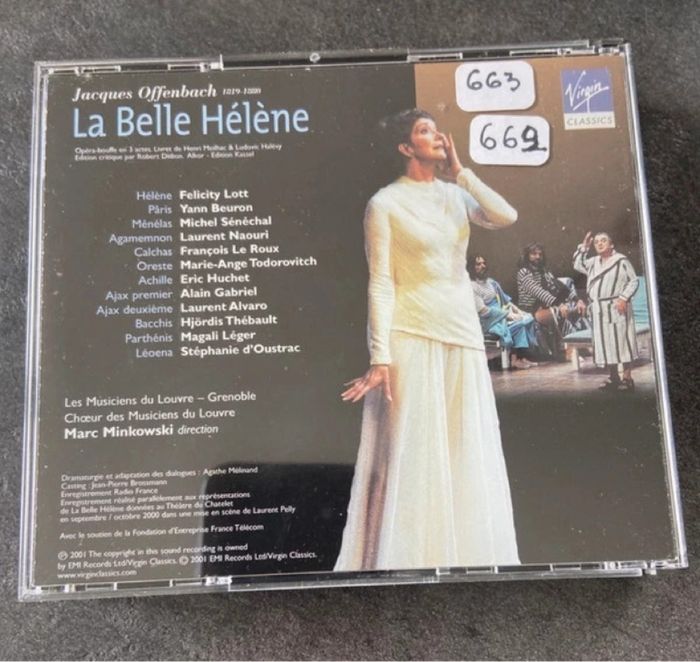 Jacques Offenbach 1819-1880
La Belle Hélène
Opéra-bouffe en 3 actes. Livret de Henri Meilhac & Ludovic Halévy
Edition critique par Robert Didion. Alkor - Edition Kassel
Hélène Felicity Lott
Pâris Yann Beuron
Ménélas Michel Sénéchal
Agamemnon Laurent Naouri
Calchas François Le Roux
Oreste Marie-Ange Todorovitch
Achille Eric Huchet
Ajax premier Alain Gabriel
Ajax deuxième Laurent Alvaro
Bacchis Hjördis Thébault
Parthénis Magali Léger
Léoena Stéphanie d'Oustrac
Les Musiciens du Louvre – Grenoble
Chœur des Musiciens du Louvre
Marc Minkowski direction
Dramaturgie et adaptation des dialogues : Agathe Mélinand
Casting : Jean-Pierre Brossmann
Enregistrement Radio France
Enregistrement réalisé parallèlement aux représentations
de La Belle Hélène données au Théâtre du Chatelet
en septembre / octobre 2000 dans une mise en scène de Laurent Pelly
Avec le soutien de la Fondation d'Entreprise France Télécom
℗ 2001 The copyright in this sound recording is owned
by EMI Records Ltd/Virgin Classics. © 2001 EMI Records Ltd/Virgin Classics.
www.virginclassics.com
663
662
Virgin
CLASSICS